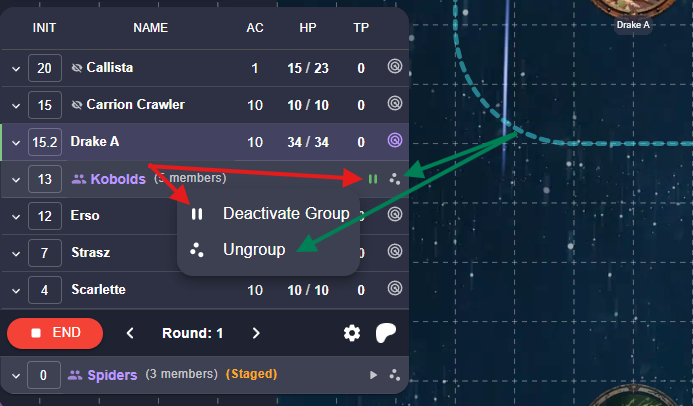 INIT NAME AC HP TP
20 Callista 1 15 / 23 0
15 Carrion Crawler 10 10 / 10 0
15.2 Drake A 10 34 / 34 0
13 Kobolds (5 members)
12 Erso
Deactivate Group
7 Strasz 0
Ungroup
4 Scarlette 10 10 / 10 0
END Round: 1
0 Spiders (3 members) (Staged)
Drake A